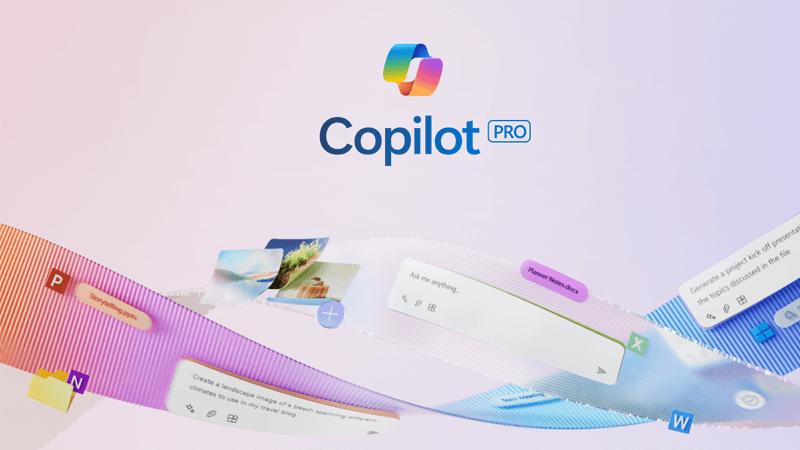 Copilot PRO
Ask me anything...
Planner Notes.docx
Generate a project kick off presentati
the topics discussed in the file
P
Storytelling.pptx
X
N
Create a landscape image of a beach spanning different
climates to use in my travel blog
Team Meeting
W